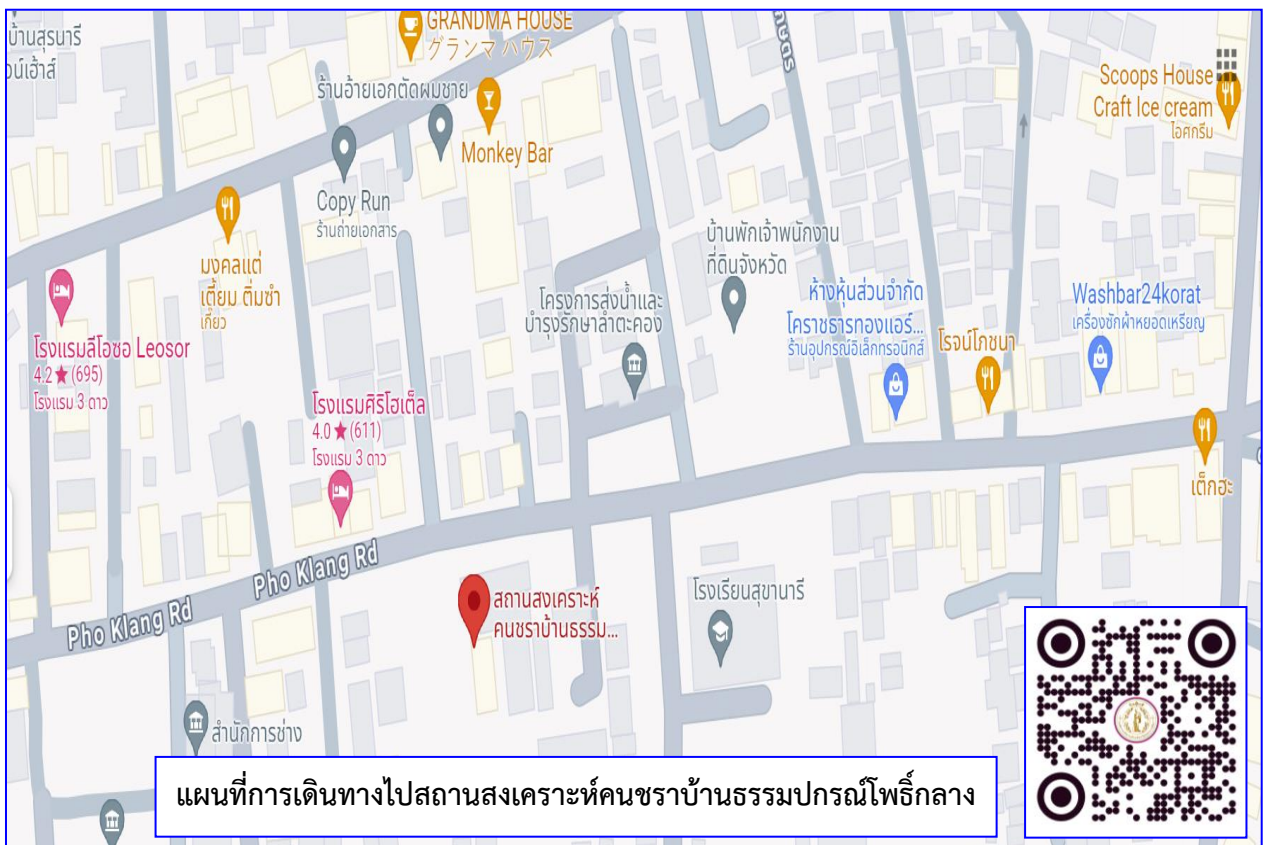 บ้านสุรนารี
วน์เฮ้าส์
GRANDMA HOUSE
グランマ ハウス
ร้านอ้ายเอกตัดผมชาย
Monkey Bar
Copy Run
ร้านถ่ายเอกสาร
Scoops House
Craft Ice cream
ไอศกรีม
มงคลแต่
เตี้ยม ติ่มซำ
เกี๊ยว
โรงแรมลีโอซอ Leosor
4.2★(695)
โรงแรม 3 ดาว
โรงแรมศิริโฮเต็ล
4.0★(611)
โรงแรม 3 ดาว
โครงการส่งน้ำและ
บำรุงรักษาลำตะคอง
บ้านพักเจ้าพนักงาน
ที่ดินจังหวัด
ห้างหุ้นส่วนจำกัด
โคราชธารทองแอร์...
ร้านอุปกรณ์อิเล็กทรอนิกส์
โรจน์โภชนา
Washbar24korat
เครื่องซักผ้าหยอดเหรียญ
เต็กฮะ
Pho Klang Rd
Pho Klang Rd
สถานสงเคราะห์
คนชราบ้านธรรม...
โรงเรียนสุขานารี
สำนักการช่าง
แผนที่การเดินทางไปสถานสงเคราะห์คนชราบ้านธรรมปกรณ์โพธิ์กลาง